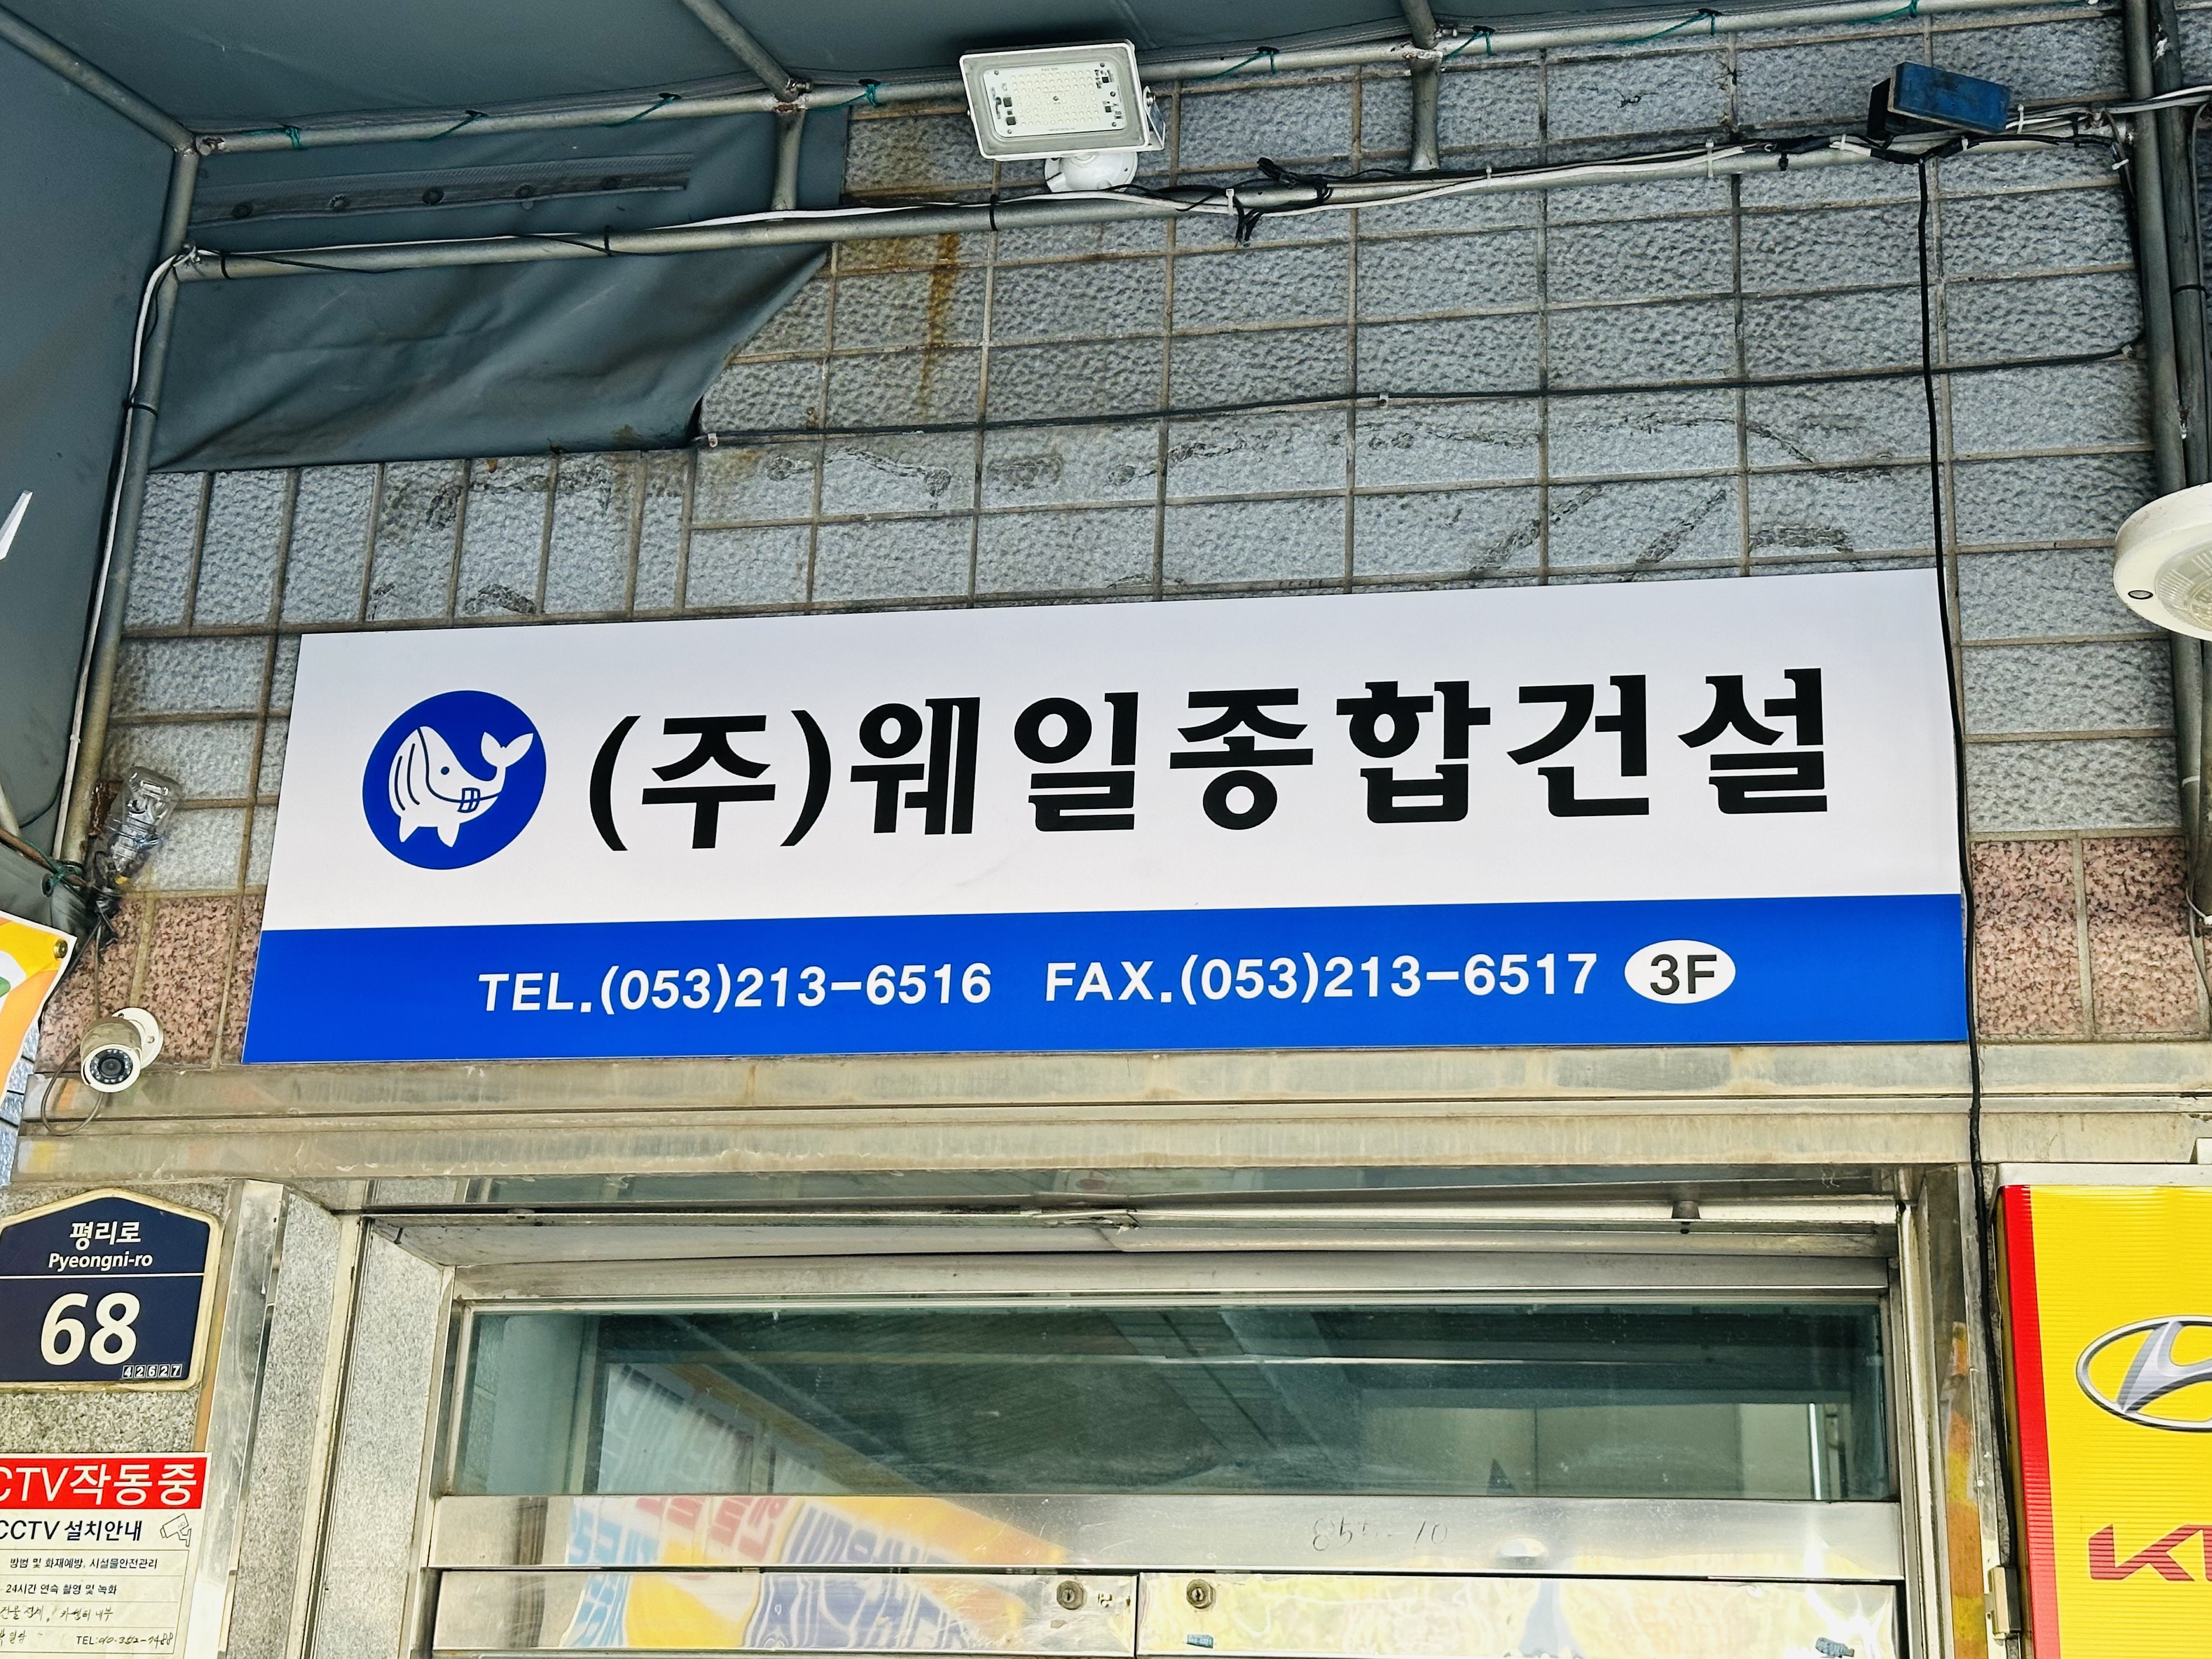 (주)웨일종합건설
TEL.(053)213-6516 FAX.(053)213-6517 3F
평리로
Pyeongni-ro
68
42627
CTV작동중
CCTV 설치안내
방범 및 화재예방, 시설물안전관리
24시간 연속 촬영 및 녹화
TEL:
855-10